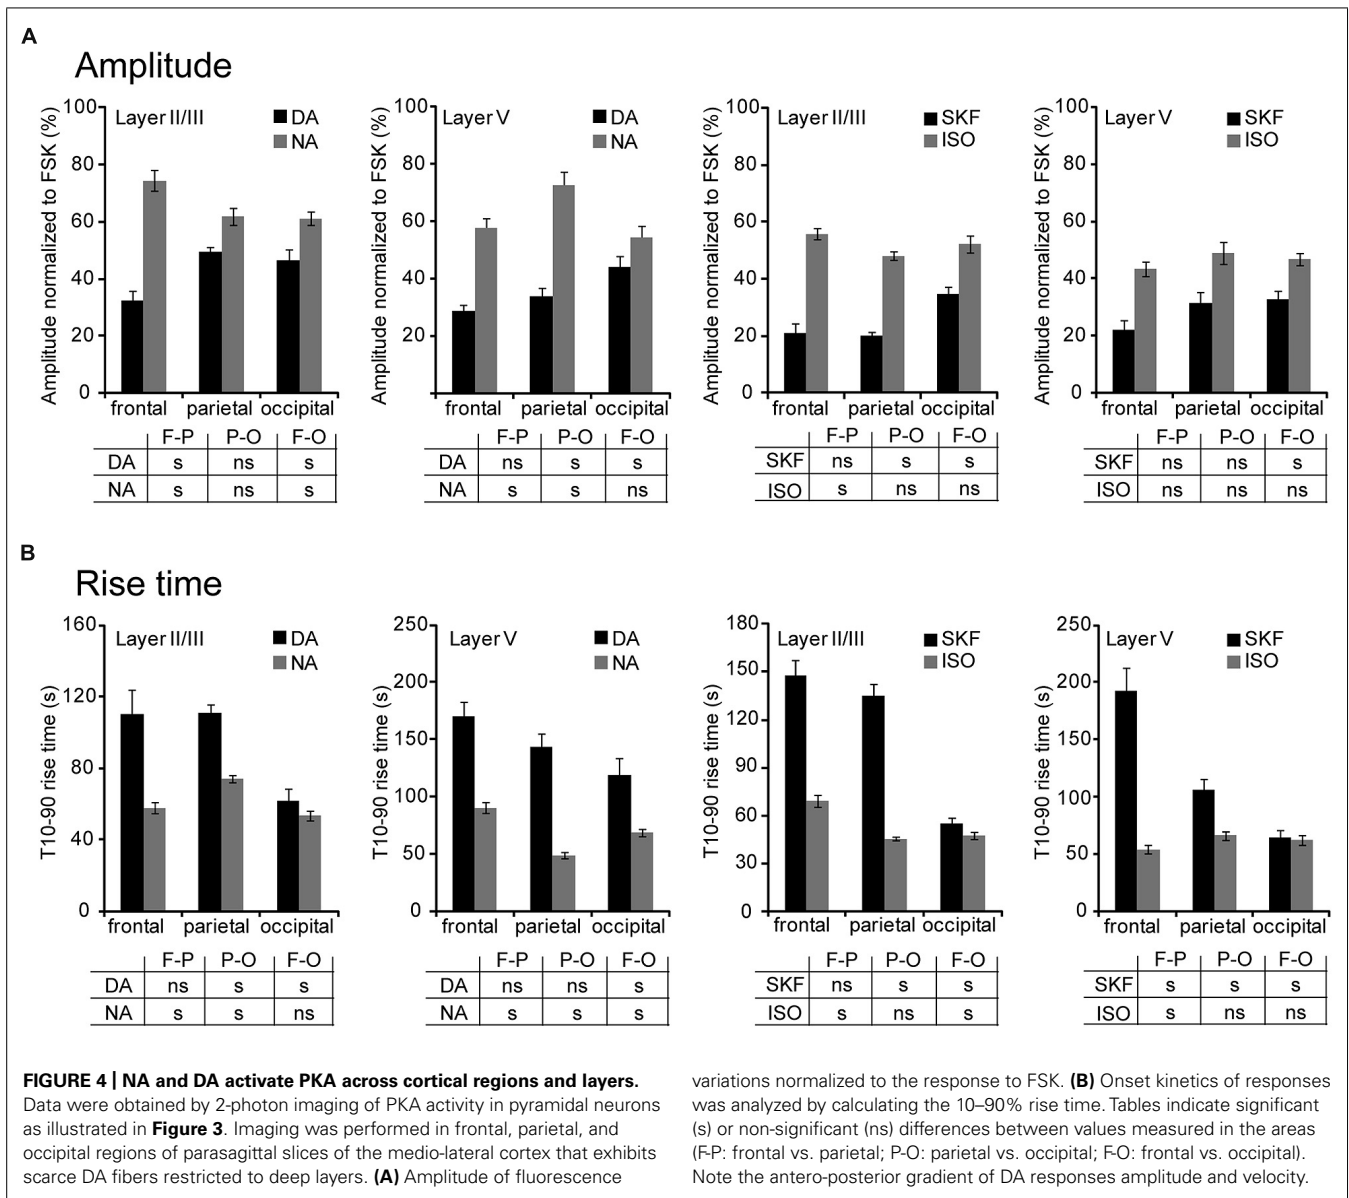 A
Amplitude
Amplitude normalized to FSK (%)
100
80
60
40
20
0
Layer II/III
DA
NA
frontal parietal occipital
F-P P-O F-O
DA s ns s
NA s ns s
Amplitude normalized to FSK (%)
100
80
60
40
20
Layer V
DA
NA
frontal parietal occipital
F-P P-O F-O
DA ns s s
NA s s ns
Amplitude normalized to FSK (%)
100
80
60
40
20
0
Layer II/III
SKF
ISO
frontal parietal occipital
F-P P-O F-O
SKF ns s s
ISO s ns ns
Amplitude normalized to FSK (%)
100
80
60
40
20
0
Layer V
SKF
ISO
frontal parietal occipital
F-P P-O F-O
SKF ns ns s
ISO ns ns ns
B
Rise time
T10-90 rise time (s)
160
120
80
40
0
Layer II/III
DA
NA
frontal parietal occipital
F-P P-O F-O
DA ns s s
NA s s ns
T10-90 rise time (s)
250
200
150
100
50
0
Layer V
DA
NA
frontal parietal occipital
F-P P-O F-O
DA ns ns s
NA s s s
T10-90 rise time (s)
180
150
120
90
60
30
0
Layer II/III
SKF
ISO
frontal parietal occipital
F-P P-O F-O
SKF ns s s
ISO s ns s
T10-90 rise time (s)
250
200
150
100
50
0
Layer V
SKF
ISO
frontal parietal occipital
F-P P-O F-O
SKF s s s
ISO s ns ns
FIGURE 4 | NA and DA activate PKA across cortical regions and layers.
Data were obtained by 2-photon imaging of PKA activity in pyramidal neurons
as illustrated in Figure 3. Imaging was performed in frontal, parietal, and
occipital regions of parasagittal slices of the medio-lateral cortex that exhibits
scarce DA fibers restricted to deep layers. (A) Amplitude of fluorescence
variations normalized to the response to FSK. (B) Onset kinetics of responses
was analyzed by calculating the 10–90% rise time. Tables indicate significant
(s) or non-significant (ns) differences between values measured in the areas
(F-P: frontal vs. parietal; P-O: parietal vs. occipital; F-O: frontal vs. occipital).
Note the antero-posterior gradient of DA responses amplitude and velocity.